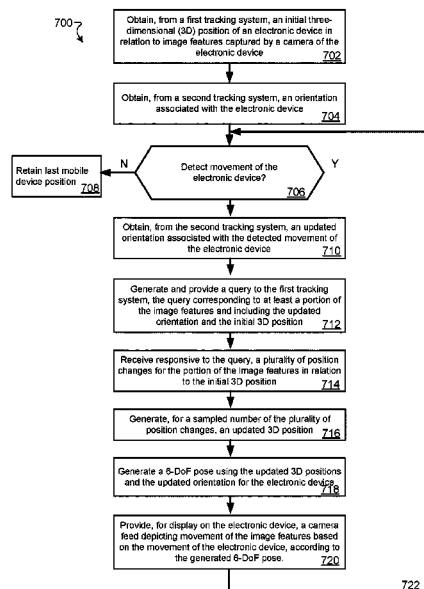 700
Obtain, from a first tracking system, an initial three-
dimensional (3D) position of an electronic device in
relation to image features captured by a camera of the
electronic device
702
Obtain, from a second tracking system, an orientation
associated with the electronic device
704
Detect movement of the
electronic device?
706
N
Y
Retain last mobile
device position
708
Obtain, from the second tracking system, an updated
orientation associated with the detected movement of
the electronic device
710
Generate and provide a query to the first tracking
system, the query corresponding to at least a portion of
the image features and including the updated
orientation and the initial 3D position
712
Receive responsive to the query, a plurality of position
changes for the portion of the image features in relation
to the initial 3D position
714
Generate, for a sampled number of the plurality of
position changes, an updated 3D position
716
Generate a 6-DoF pose using the updated 3D positions
and the updated orientation for the electronic device
718
Provide, for display on the electronic device, a camera
feed depicting movement of the image features based
on the movement of the electronic device, according to
the generated 6-DoF pose.
720
722